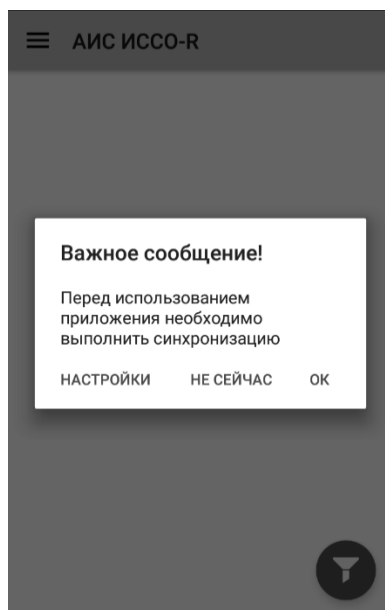 АИС ИССО-R
Важное сообщение!
Перед использованием
приложения необходимо
выполнить синхронизацию
НАСТРОЙКИ НЕ СЕЙЧАС ОК